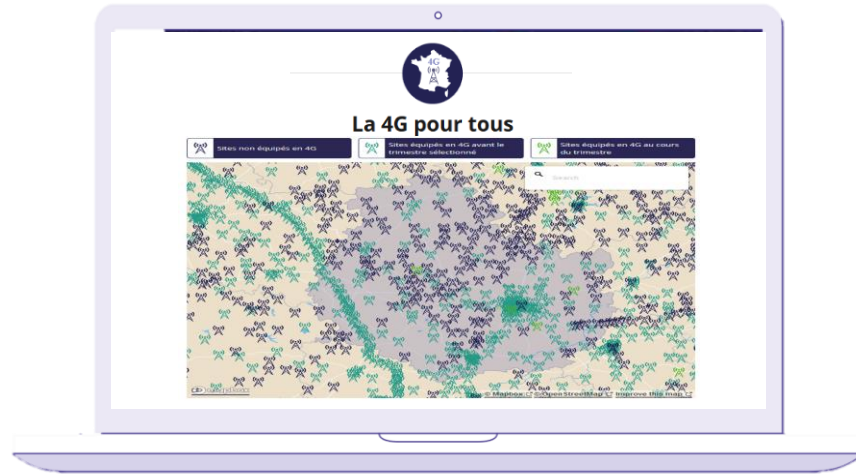 4G
La 4G pour tous
Sites non équipés en 4G
Sites équipés en 4G avant le
trimestre sélectionné
Sites équipés en 4G au cours
du trimestre
Search
© Mapbox © OpenStreetMap Improve this map